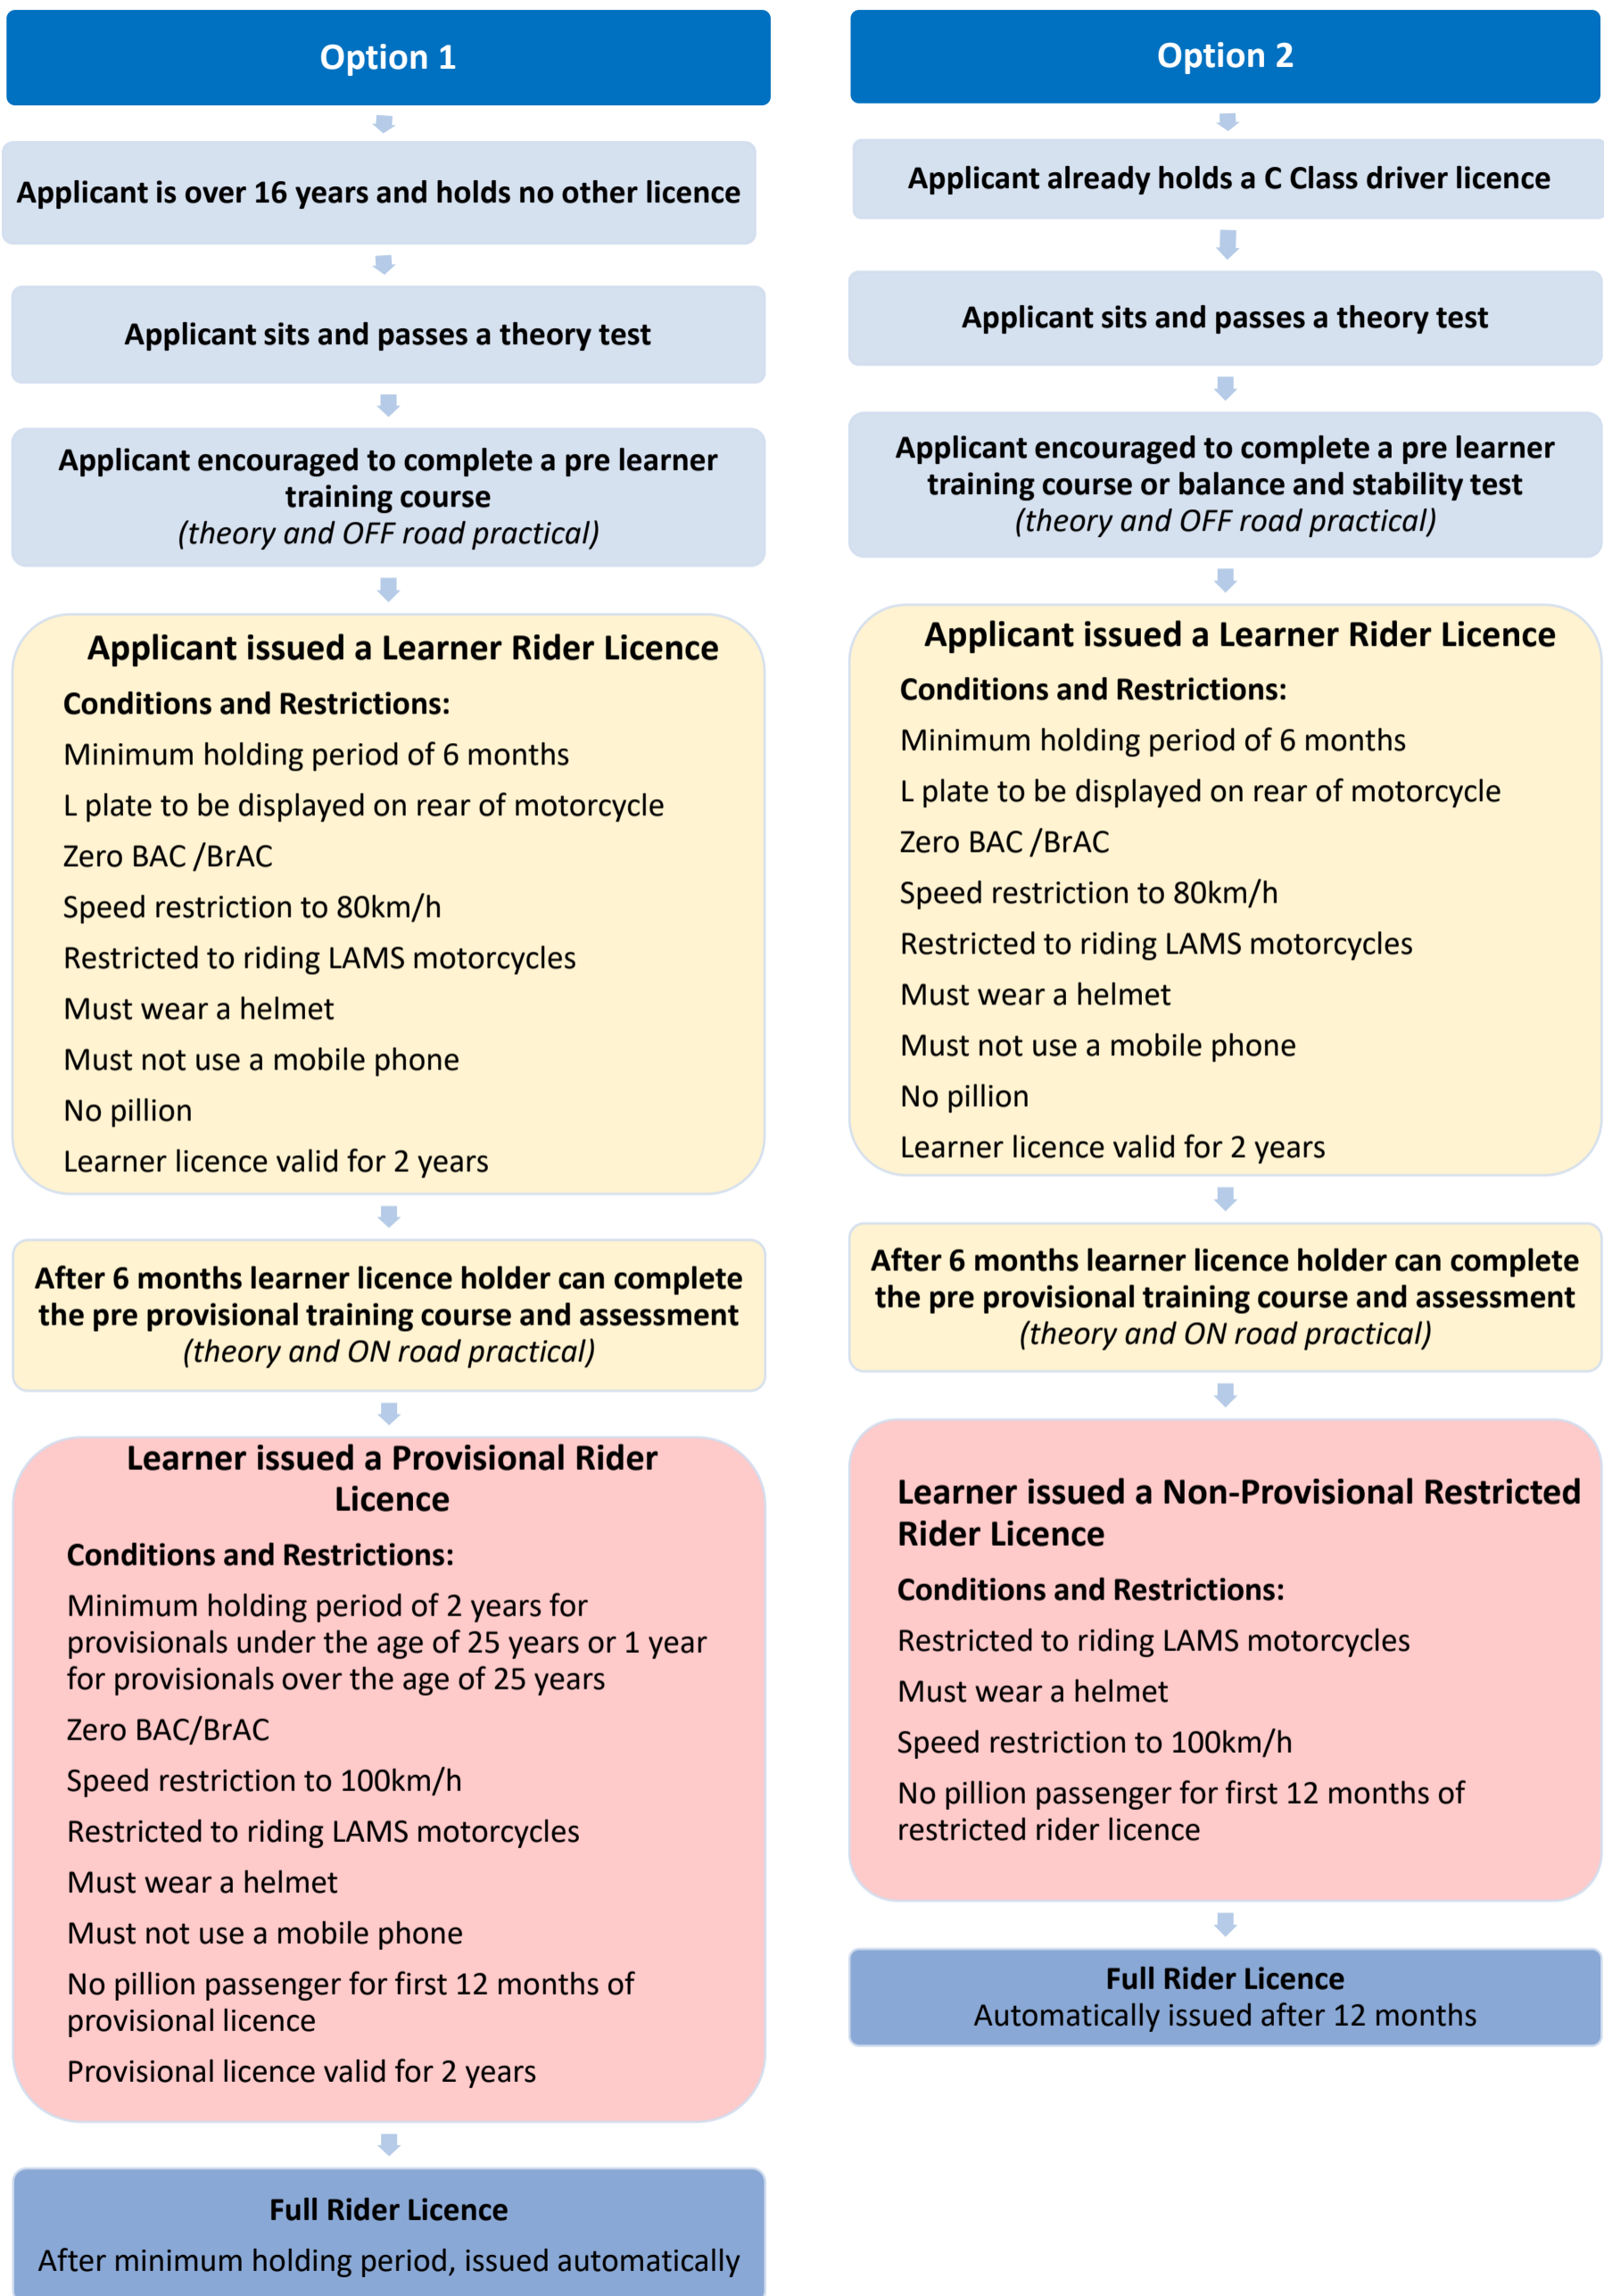 Option 1
Applicant is over 16 years and holds no other licence
Applicant sits and passes a theory test
Applicant encouraged to complete a pre learner
training course
(theory and OFF road practical)
Applicant issued a Learner Rider Licence
Conditions and Restrictions:
Minimum holding period of 6 months
L plate to be displayed on rear of motorcycle
Zero BAC /BrAC
Speed restriction to 80km/h
Restricted to riding LAMS motorcycles
Must wear a helmet
Must not use a mobile phone
No pillion
Learner licence valid for 2 years
After 6 months learner licence holder can complete
the pre provisional training course and assessment
(theory and ON road practical)
Learner issued a Provisional Rider
Licence
Conditions and Restrictions:
Minimum holding period of 2 years for
provisionals under the age of 25 years or 1 year
for provisionals over the age of 25 years
Zero BAC/BrAC
Speed restriction to 100km/h
Restricted to riding LAMS motorcycles
Must wear a helmet
Must not use a mobile phone
No pillion passenger for first 12 months of
provisional licence
Provisional licence valid for 2 years
Full Rider Licence
After minimum holding period, issued automatically
Option 2
Applicant already holds a C Class driver licence
Applicant sits and passes a theory test
Applicant encouraged to complete a pre learner
training course or balance and stability test
(theory and OFF road practical)
Applicant issued a Learner Rider Licence
Conditions and Restrictions:
Minimum holding period of 6 months
L plate to be displayed on rear of motorcycle
Zero BAC /BrAC
Speed restriction to 80km/h
Restricted to riding LAMS motorcycles
Must wear a helmet
Must not use a mobile phone
No pillion
Learner licence valid for 2 years
After 6 months learner licence holder can complete
the pre provisional training course and assessment
(theory and ON road practical)
Learner issued a Non-Provisional Restricted
Rider Licence
Conditions and Restrictions:
Restricted to riding LAMS motorcycles
Must wear a helmet
Speed restriction to 100km/h
No pillion passenger for first 12 months of
restricted rider licence
Full Rider Licence
Automatically issued after 12 months